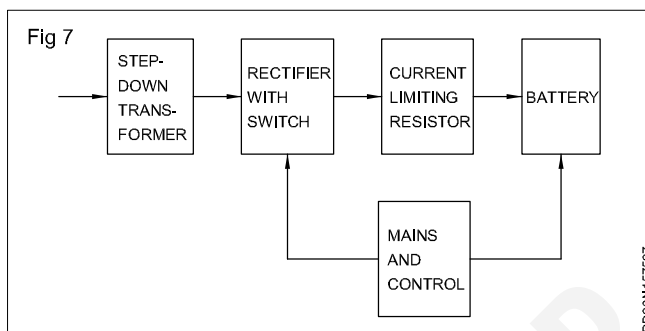 Fig 7
STEP-
DOWN
TRANS-
FORMER
RECTIFIER
WITH
SWITCH
CURRENT
LIMITING
RESISTOR
BATTERY
MAINS
AND
CONTROL